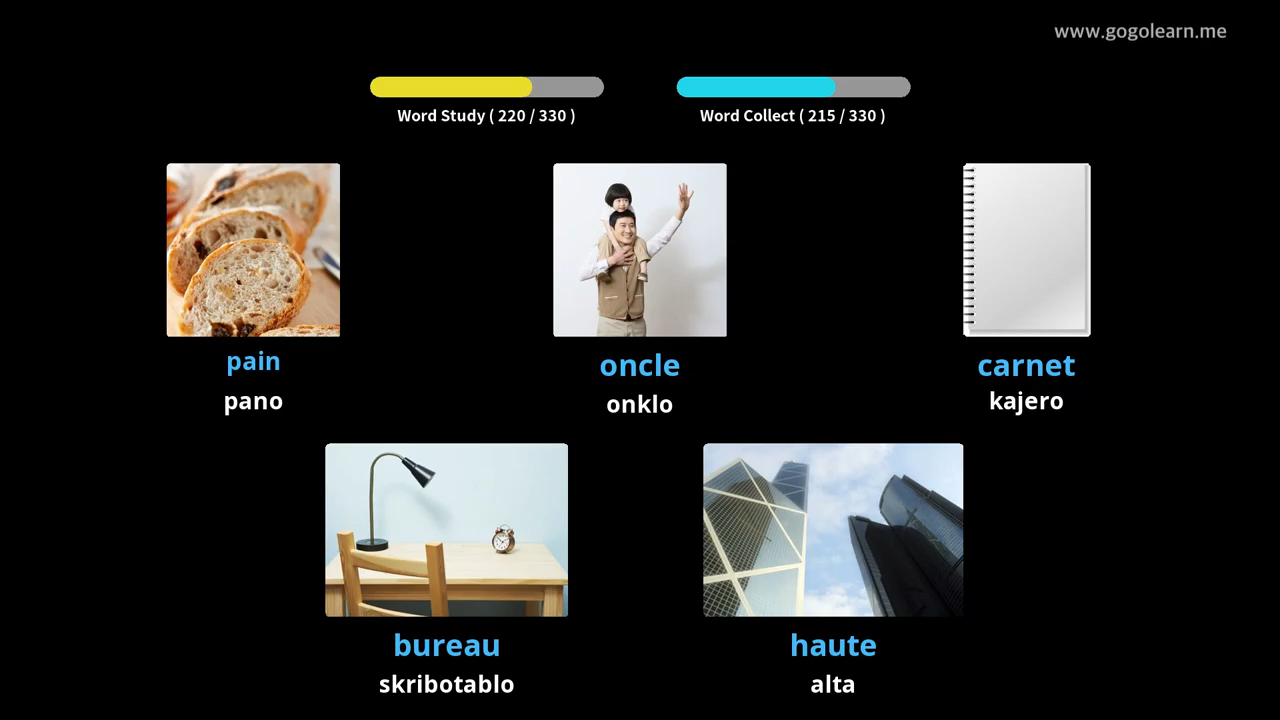 www.gogolearn.me
Word Study ( 220 / 330 )
Word Collect ( 215 / 330 )
pain
pano
oncle
onklo
carnet
kajero
bureau
skribotablo
haute
alta